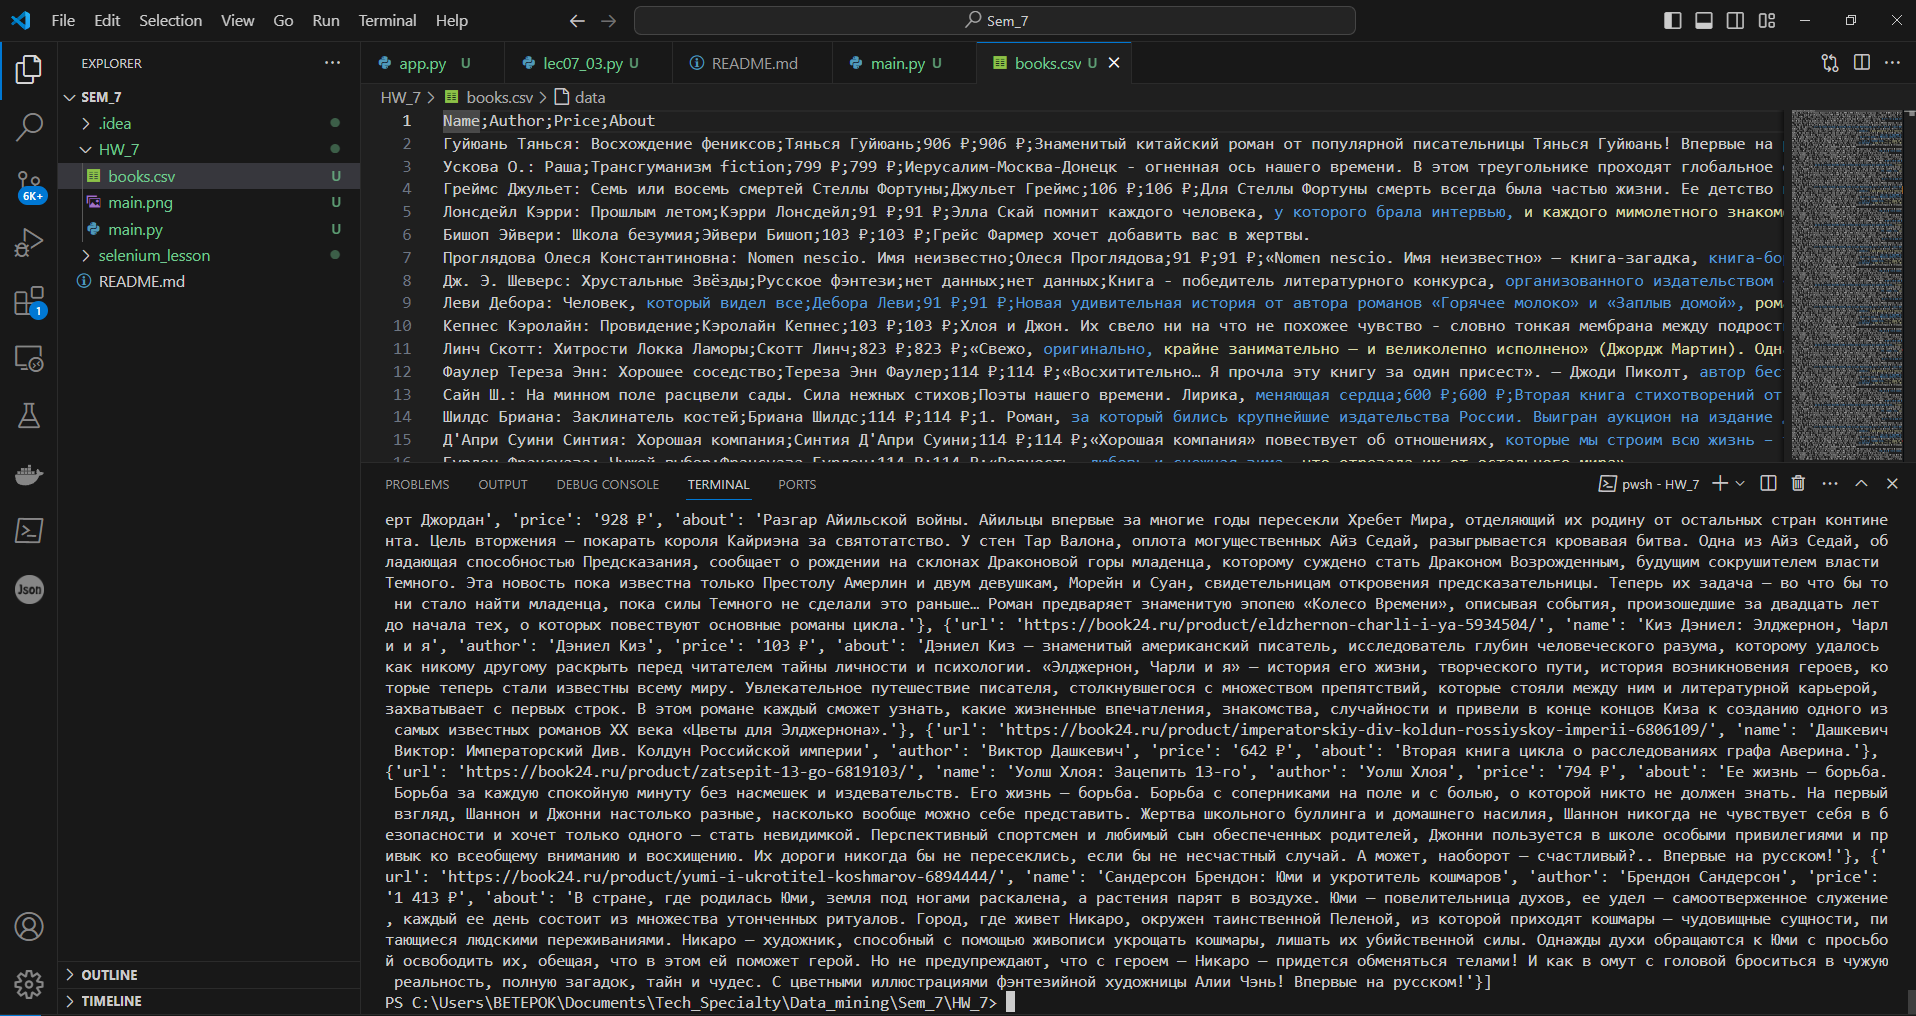 File Edit Selection View Go Run Terminal Help
Sem_7
EXPLORER
SEM_7
.idea
HW_7
books.csv U
main.png U
main.py U
selenium_lesson
README.md
6K+
1
Json
OUTLINE
TIMELINE
app.py U
lec07_03.py U
README.md
main.py U
books.csv U
HW_7 > books.csv > data
1 Name;Author;Price;About
2 Гуйюань Тянься: Восхождение фениксов;Тянься Гуйюань;906 ₽;906 ₽;Знаменитый китайский роман от популярной писательницы Тянься Гуйюань! Впервые на
3 Ускова О.: Раша;Трансгуманизм fiction;799 ₽;799 ₽;Иерусалим-Москва-Донецк - огненная ось нашего времени. В этом треугольнике проходят глобальное
4 Греймс Джульет: Семь или восемь смертей Стеллы Фортуны;Джульет Греймс;106 ₽;106 ₽;Для Стеллы Фортуны смерть всегда была частью жизни. Ее детство
5 Лонсдейл Кэрри: Прошлым летом;Кэрри Лонсдейл;91 ₽;91 ₽;Элла Скай помнит каждого человека, у которого брала интервью, и каждого мимолетного знаком
6 Бишоп Эйвери: Школа безумия;Эйвери Бишоп;103 ₽;103 ₽;Грейс Фармер хочет добавить вас в жертвы.
7 Проглядова Олеся Константиновна: Nomen nescio. Имя неизвестно;Олеся Проглядова;91 ₽;91 ₽;«Nomen nescio. Имя неизвестно» — книга-загадка, книга-бо
8 Дж. Э. Шеверс: Хрустальные Звёзды;Русское фэнтези;нет данных;нет данных;Книга - победитель литературного конкурса, организованного издательством
9 Леви Дебора: Человек, который видел все;Дебора Леви;91 ₽;91 ₽;Новая удивительная история от автора романов «Горячее молоко» и «Заплыв домой», ром
10 Кепнес Кэролайн: Провидение;Кэролайн Кепнес;103 ₽;103 ₽;Хлоя и Джон. Их свело ни на что не похожее чувство - словно тонкая мембрана между подрост
11 Линч Скотт: Хитрости Локка Ламоры;Скотт Линч;823 ₽;823 ₽;«Свежо, оригинально, крайне занимательно — и великолепно исполнено» (Джордж Мартин). Одн
12 Фаулер Тереза Энн: Хорошее соседство;Тереза Энн Фаулер;114 ₽;114 ₽;«Восхитительно… Я прочла эту книгу за один присест». — Джоди Пиколт, автор бес
13 Сайн Ш.: На минном поле расцвели сады. Сила нежных стихов;Поэты нашего времени. Лирика, меняющая сердца;600 ₽;600 ₽;Вторая книга стихотворений от
14 Шилдс Бриана: Заклинатель костей;Бриана Шилдс;114 ₽;114 ₽;1. Роман, за который бились крупнейшие издательства России. Выигран аукцион на издание
15 Д'Апри Суини Синтия: Хорошая компания;Синтия Д'Апри Суини;114 ₽;114 ₽;«Хорошая компания» повествует об отношениях, которые мы строим всю жизнь –
PROBLEMS OUTPUT DEBUG CONSOLE TERMINAL PORTS
pwsh - HW_7
ерт Джордан', 'price': '928 ₽', 'about': 'Разгар Айильской войны. Айильцы впервые за многие годы пересекли Хребет Мира, отделяющий их родину от остальных стран контине
нта. Цель вторжения — покарать короля Кайриэна за святотатство. У стен Тар Валона, оплота могущественных Айз Седай, разыгрывается кровавая битва. Одна из Айз Седай, об
ладающая способностью Предсказания, сообщает о рождении на склонах Драконовой горы младенца, которому суждено стать Драконом Возрожденным, будущим сокрушителем власти
Темного. Эта новость пока известна только Престолу Амерлин и двум девушкам, Морейн и Суан, свидетельницам откровения предсказательницы. Теперь их задача — во что бы то
ни стало найти младенца, пока силы Темного не сделали это раньше… Роман предваряет знаменитую эпопею «Колесо Времени», описывая события, произошедшие за двадцать лет
до начала тех, о которых повествуют основные романы цикла.'}, {'url': 'https://book24.ru/product/eldzhernon-charli-i-ya-5934504/', 'name': 'Киз Дэниел: Элджернон, Чарл
и и я', 'author': 'Дэниел Киз', 'price': '103 ₽', 'about': 'Дэниел Киз — знаменитый американский писатель, исследователь глубин человеческого разума, которому удалось
как никому другому раскрыть перед читателем тайны личности и психологии. «Элджернон, Чарли и я» — история его жизни, творческого пути, история возникновения героев, ко
торые теперь стали известны всему миру. Увлекательное путешествие писателя, столкнувшегося с множеством препятствий, которые стояли между ним и литературной карьерой,
захватывает с первых строк. В этом романе каждый сможет узнать, какие жизненные впечатления, знакомства, случайности и привели в конце концов Киза к созданию одного из
самых известных романов XX века «Цветы для Элджернона».'}, {'url': 'https://book24.ru/product/imperatorskiy-div-koldun-rossiyskoy-imperii-6806109/', 'name': 'Дашкевич
Виктор: Императорский Див. Колдун Российской империи', 'author': 'Виктор Дашкевич', 'price': '642 ₽', 'about': 'Вторая книга цикла о расследованиях графа Аверина.'},
{'url': 'https://book24.ru/product/zatsepit-13-go-6819103/', 'name': 'Уолш Хлоя: Зацепить 13-го', 'author': 'Уолш Хлоя', 'price': '794 ₽', 'about': 'Ее жизнь — борьба.
Борьба за каждую спокойную минуту без насмешек и издевательств. Его жизнь — борьба. Борьба с соперниками на поле и с болью, о которой никто не должен знать. На первый
взгляд, Шаннон и Джонни настолько разные, насколько вообще можно себе представить. Жертва школьного буллинга и домашнего насилия, Шаннон никогда не чувствует себя в б
езопасности и хочет только одного — стать невидимкой. Перспективный спортсмен и любимый сын обеспеченных родителей, Джонни пользуется в школе особыми привилегиями и пр
ивык ко всеобщему вниманию и восхищению. Их дороги никогда бы не пересеклись, если бы не несчастный случай. А может, наоборот — счастливый?.. Впервые на русском!'}, {'
url': 'https://book24.ru/product/yumi-i-ukrotitel-koshmarov-6894444/', 'name': 'Сандерсон Брендон: Юми и укротитель кошмаров', 'author': 'Брендон Сандерсон', 'price':
'1 413 ₽', 'about': 'В стране, где родилась Юми, земля под ногами раскалена, а растения парят в воздухе. Юми — повелительница духов, ее удел — самоотверженное служение
, каждый ее день состоит из множества утонченных ритуалов. Город, где живет Никаро, окружен таинственной Пеленой, из которой приходят кошмары — чудовищные сущности, пи
тающиеся людскими переживаниями. Никаро — художник, способный с помощью живописи укрощать кошмары, лишать их убийственной силы. Однажды духи обращаются к Юми с просьбо
й освободить их, обещая, что в этом ей поможет герой. Но не предупреждают, что с героем — Никаро — придется обменяться телами! И как в омут с головой броситься в чужую
реальность, полную загадок, тайн и чудес. С цветными иллюстрациями фэнтезийной художницы Алии Чэнь! Впервые на русском!'}]
PS C:\Users\ВЕТЕРОК\Documents\Tech_Specialty\Data_mining\Sem_7\HW_7>